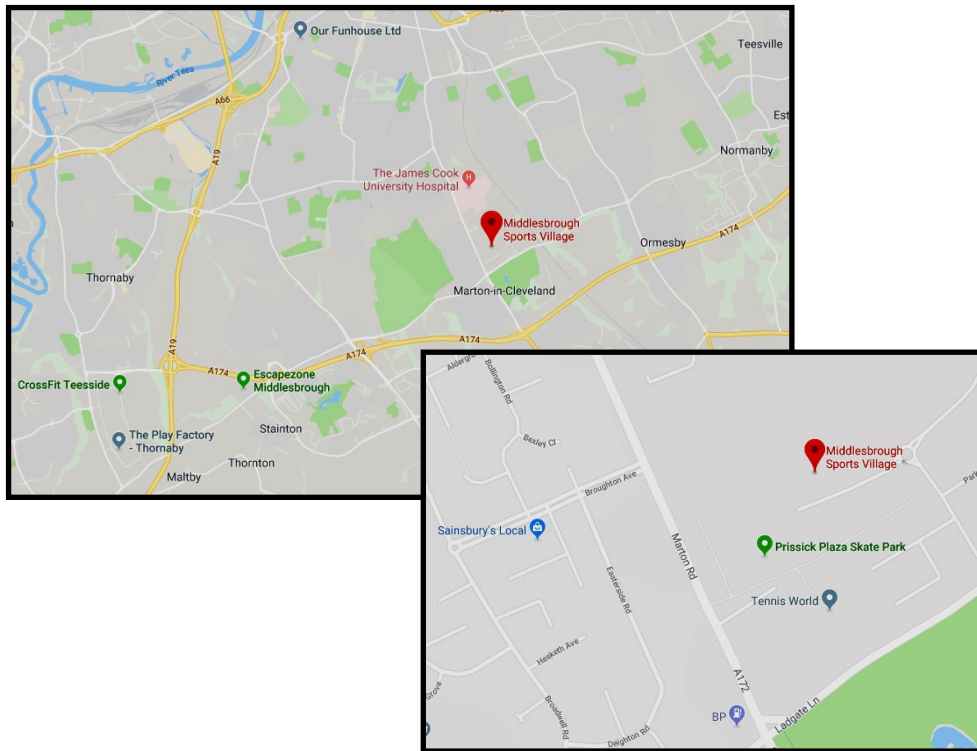 Our Funhouse Ltd
Teesville
River Tees
A66
A66
Est
A19
Normanby
The James Cook
University Hospital
H
Middlesbrough
Sports Village
Ormesby
A174
Thornaby
Marton-in-Cleveland
A19
A174
A174
A174
CrossFit Teesside
Escapezone
Middlesbrough
The Play Factory
- Thornaby
Stainton
Thornton
Maltby
Aldergro
Bollington Rd
Bexley Ct
Middlesbrough
Sports Village
Broughton Ave
Park
Sainsbury's Local
Marton Rd
Prissick Plaza Skate Park
Easterside Rd
Tennis World
Hesketh Ave
Grove
A172
Broadwell Rd
Deighton Rd
BP
Ladgate Ln